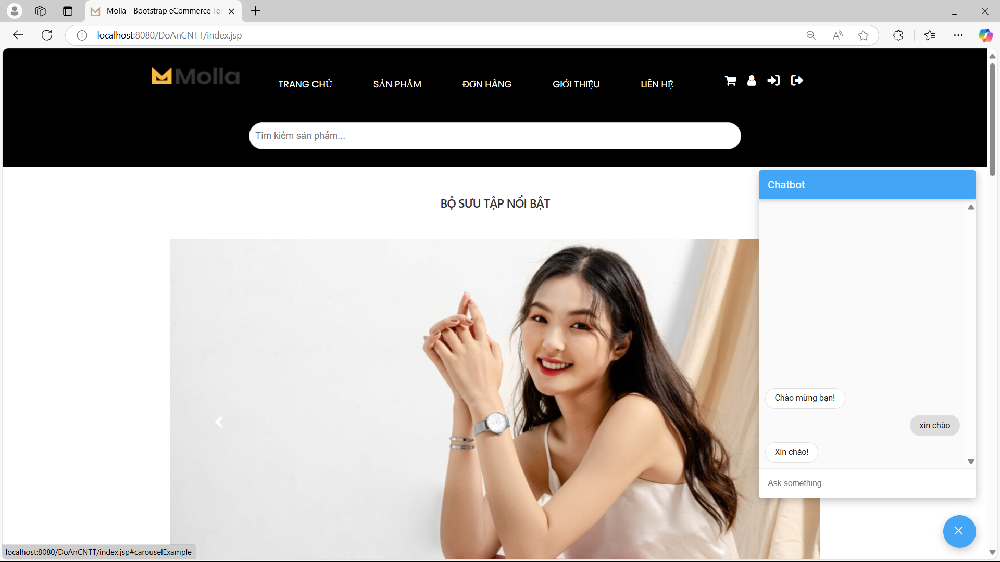 Molla - Bootstrap eCommerce Ter
localhost:8080/DoAnCNTT/index.jsp
Molla
TRANG CHỦ
SẢN PHẨM
ĐƠN HÀNG
GIỚI THIỆU
LIÊN HỆ
Tìm kiếm sản phẩm...
BỘ SƯU TẬP NỔI BẬT
Chatbot
Chào mừng bạn!
xin chào
Xin chào!
Ask something...
localhost:8080/DoAnCNTT/index.jsp#carouselExample